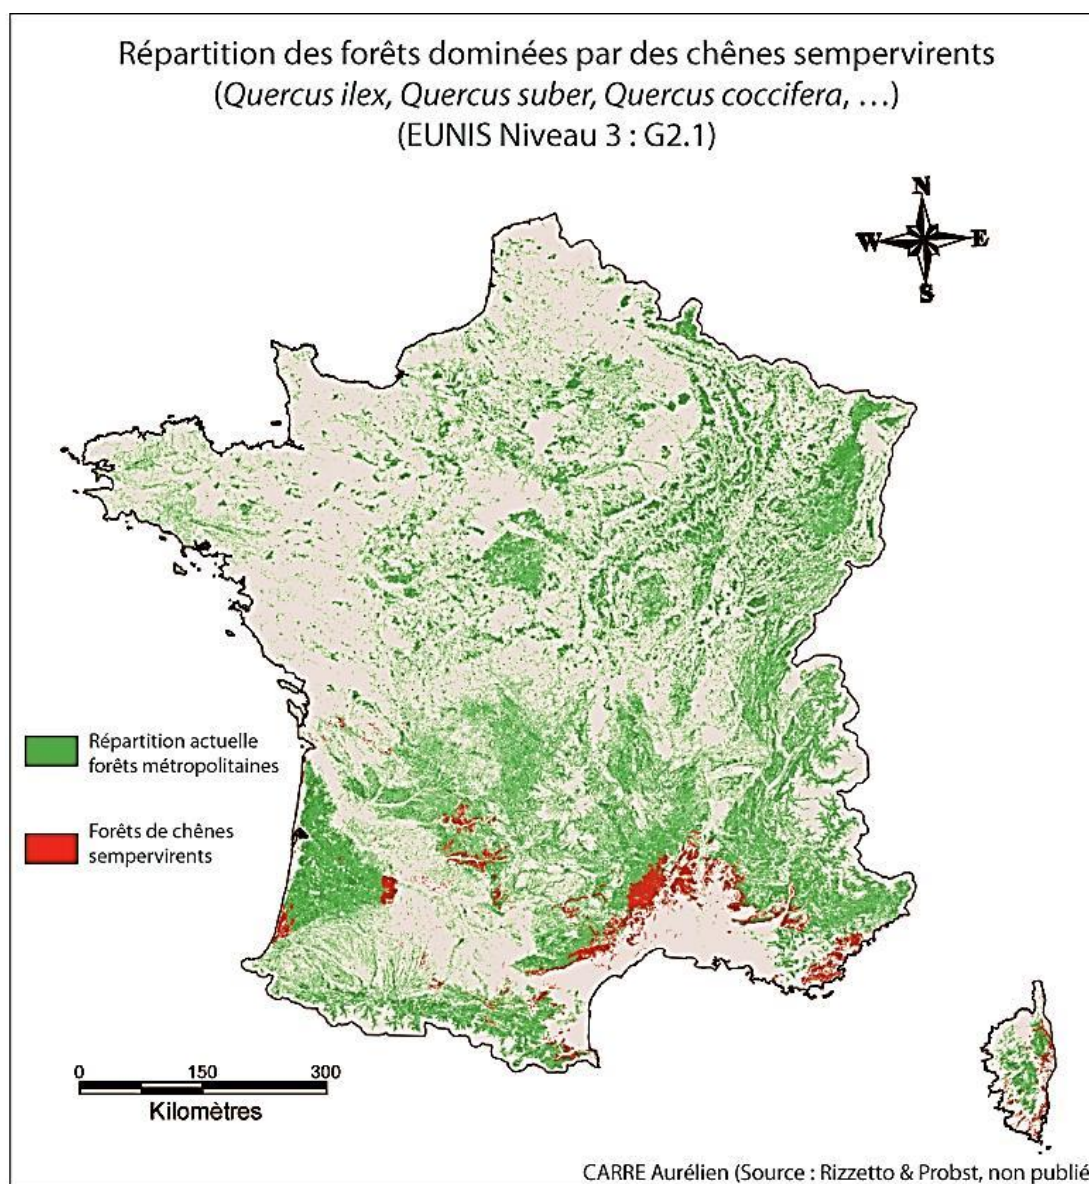 Répartition des forêts dominées par des chênes sempervirents
(Quercus ilex, Quercus suber, Quercus coccifera, …)
(EUNIS Niveau 3 : G2.1)
N
W E
S
Répartition actuelle
forêts métropolitaines
Forêts de chênes
sempervirents
0 150 300
Kilomètres
CARRE Aurélien (Source : Rizzetto & Probst, non publié